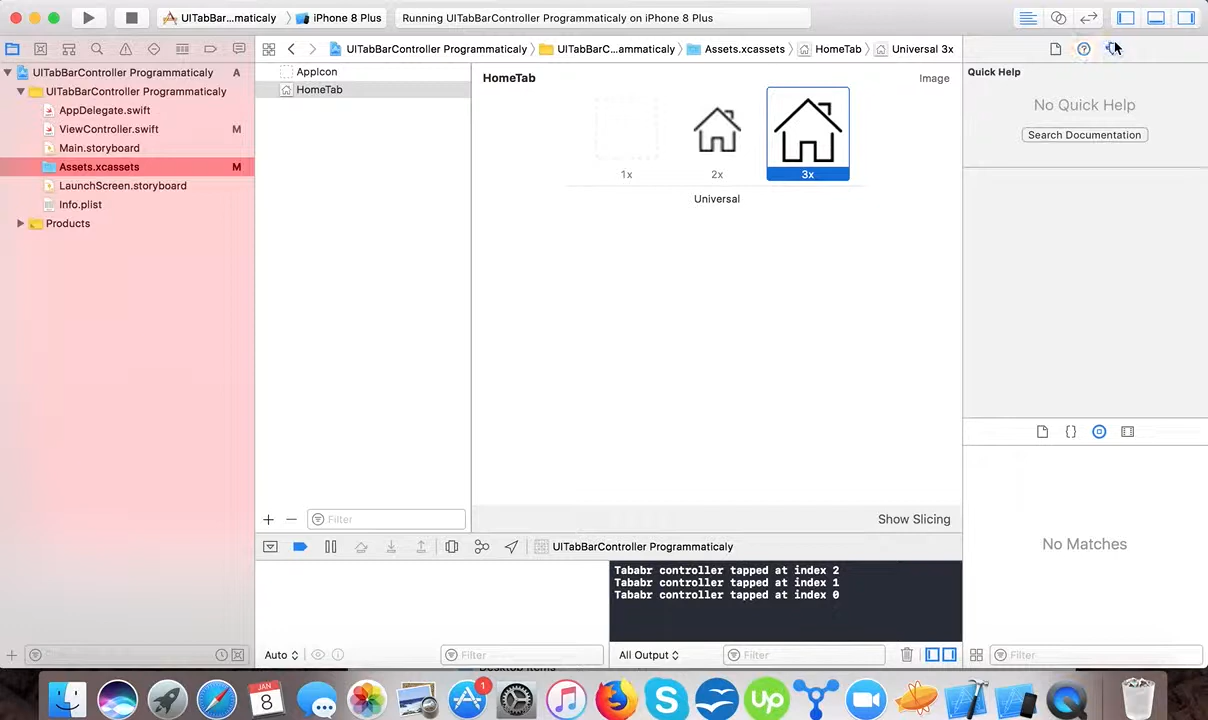 UITabBar...maticaly
iPhone 8 Plus
Running UITabBarController Programmaticaly on iPhone 8 Plus
UITabBarController Programmaticaly
UITabBarC...ammaticaly
Assets.xcassets
HomeTab
Universal 3x
UITabBarController Programmaticaly A
UITabBarController Programmaticaly
AppDelegate.swift
ViewController.swift M
Main.storyboard
Assets.xcassets M
LaunchScreen.storyboard
Info.plist
Products
AppIcon
HomeTab
HomeTab
Image
1x
2x
3x
Universal
Quick Help
No Quick Help
Search Documentation
Filter
Show Slicing
UITabBarController Programmaticaly
Tababr controller tapped at index 2
Tababr controller tapped at index 1
Tababr controller tapped at index 0
No Matches
Auto
Filter
All Output
Filter
Filter
Desktop Items
JAN
8
1
Up